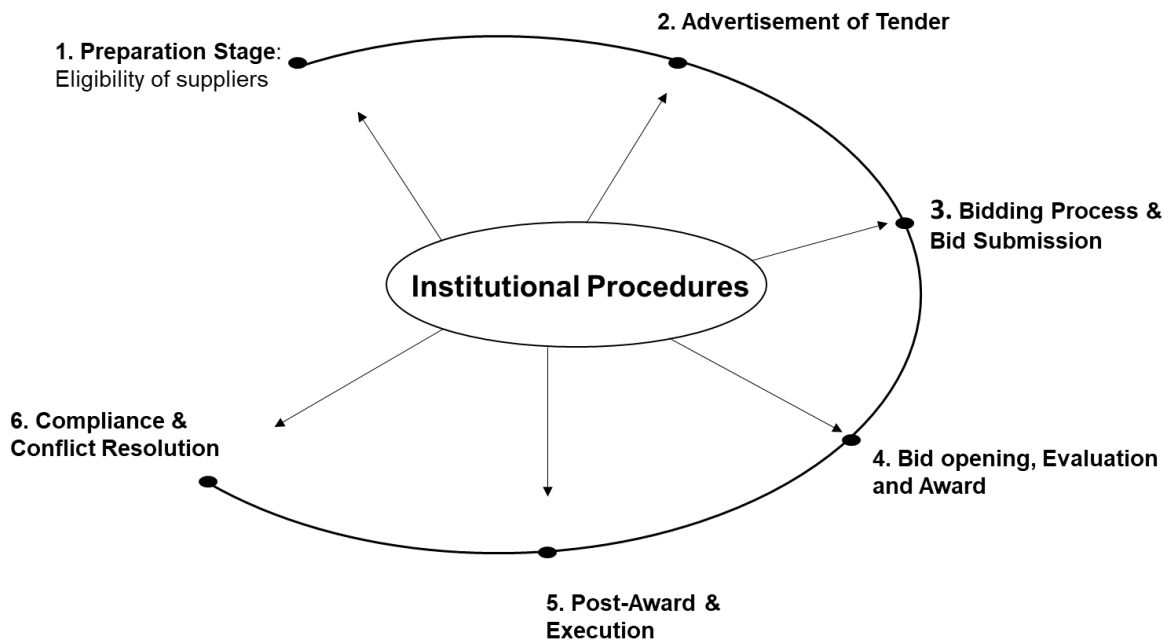 1. Preparation Stage:
Eligibility of suppliers
2. Advertisement of Tender
3. Bidding Process &
Bid Submission
Institutional Procedures
4. Bid opening, Evaluation
and Award
5. Post-Award &
Execution
6. Compliance &
Conflict Resolution